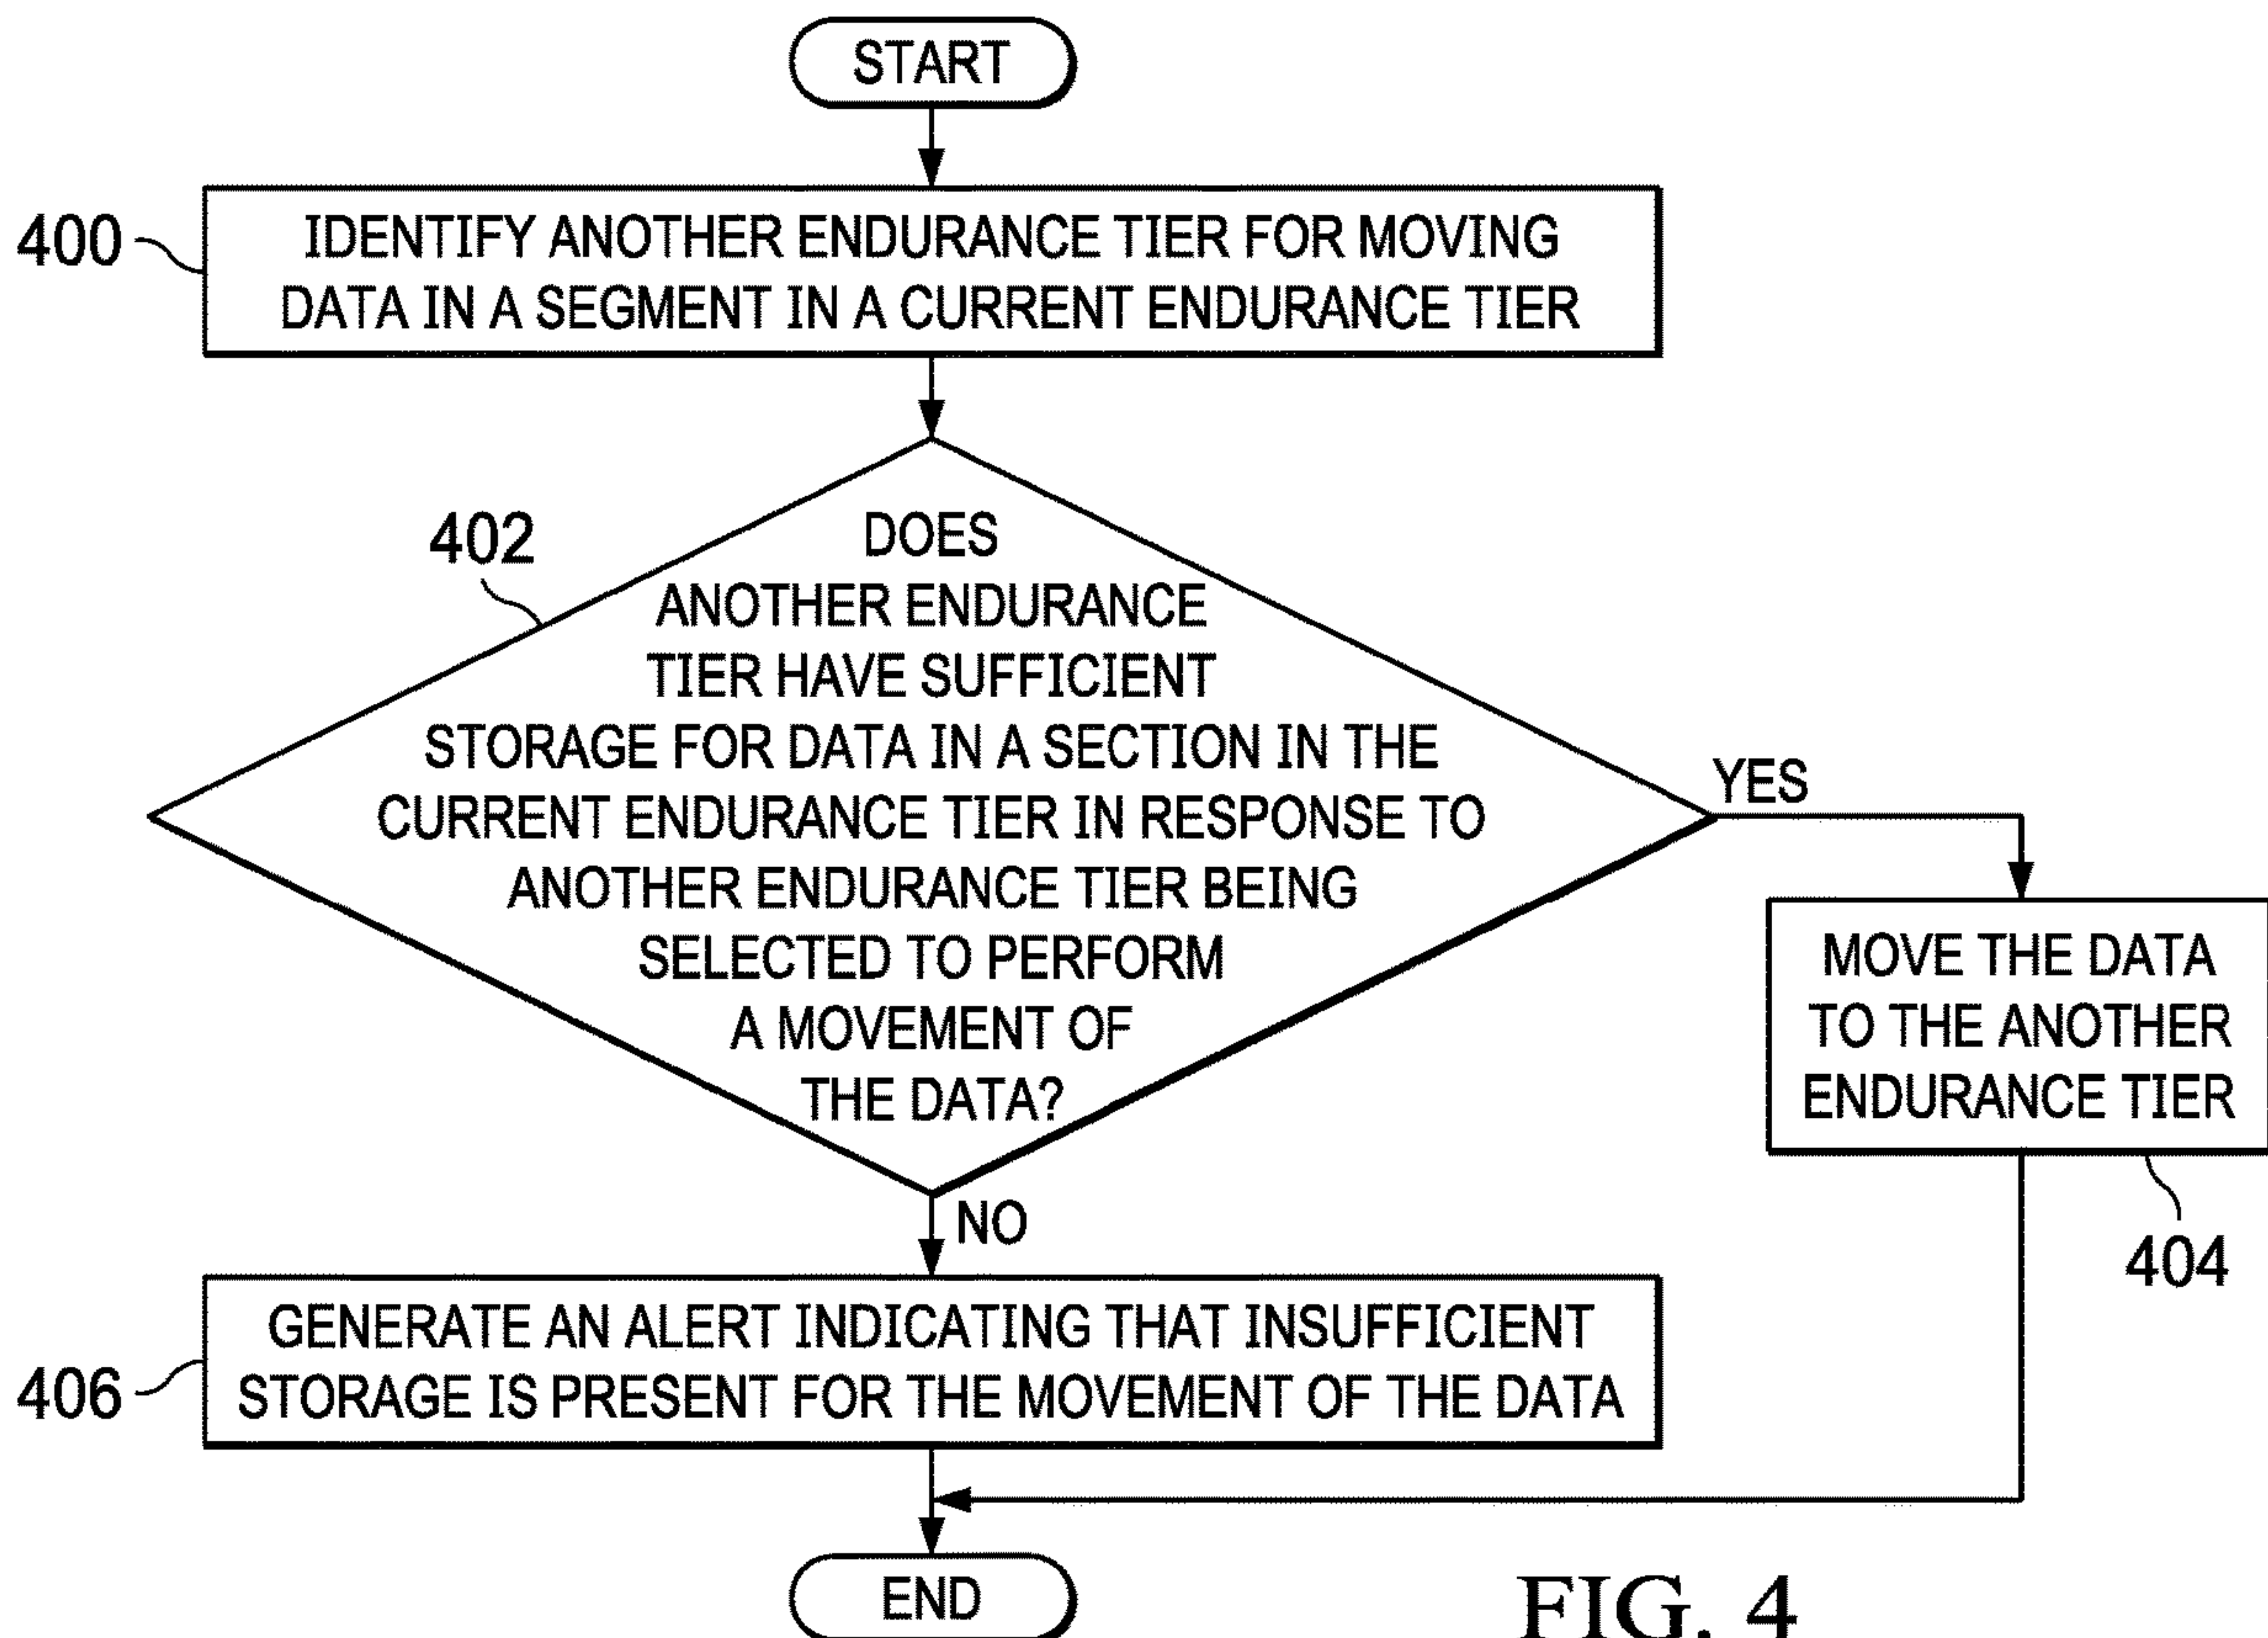 START
400
IDENTIFY ANOTHER ENDURANCE TIER FOR MOVING
DATA IN A SEGMENT IN A CURRENT ENDURANCE TIER
402
DOES
ANOTHER ENDURANCE
TIER HAVE SUFFICIENT
STORAGE FOR DATA IN A SECTION IN THE
CURRENT ENDURANCE TIER IN RESPONSE TO
ANOTHER ENDURANCE TIER BEING
SELECTED TO PERFORM
A MOVEMENT OF
THE DATA?
YES
MOVE THE DATA
TO THE ANOTHER
ENDURANCE TIER
404
NO
406
GENERATE AN ALERT INDICATING THAT INSUFFICIENT
STORAGE IS PRESENT FOR THE MOVEMENT OF THE DATA
END
FIG. 4